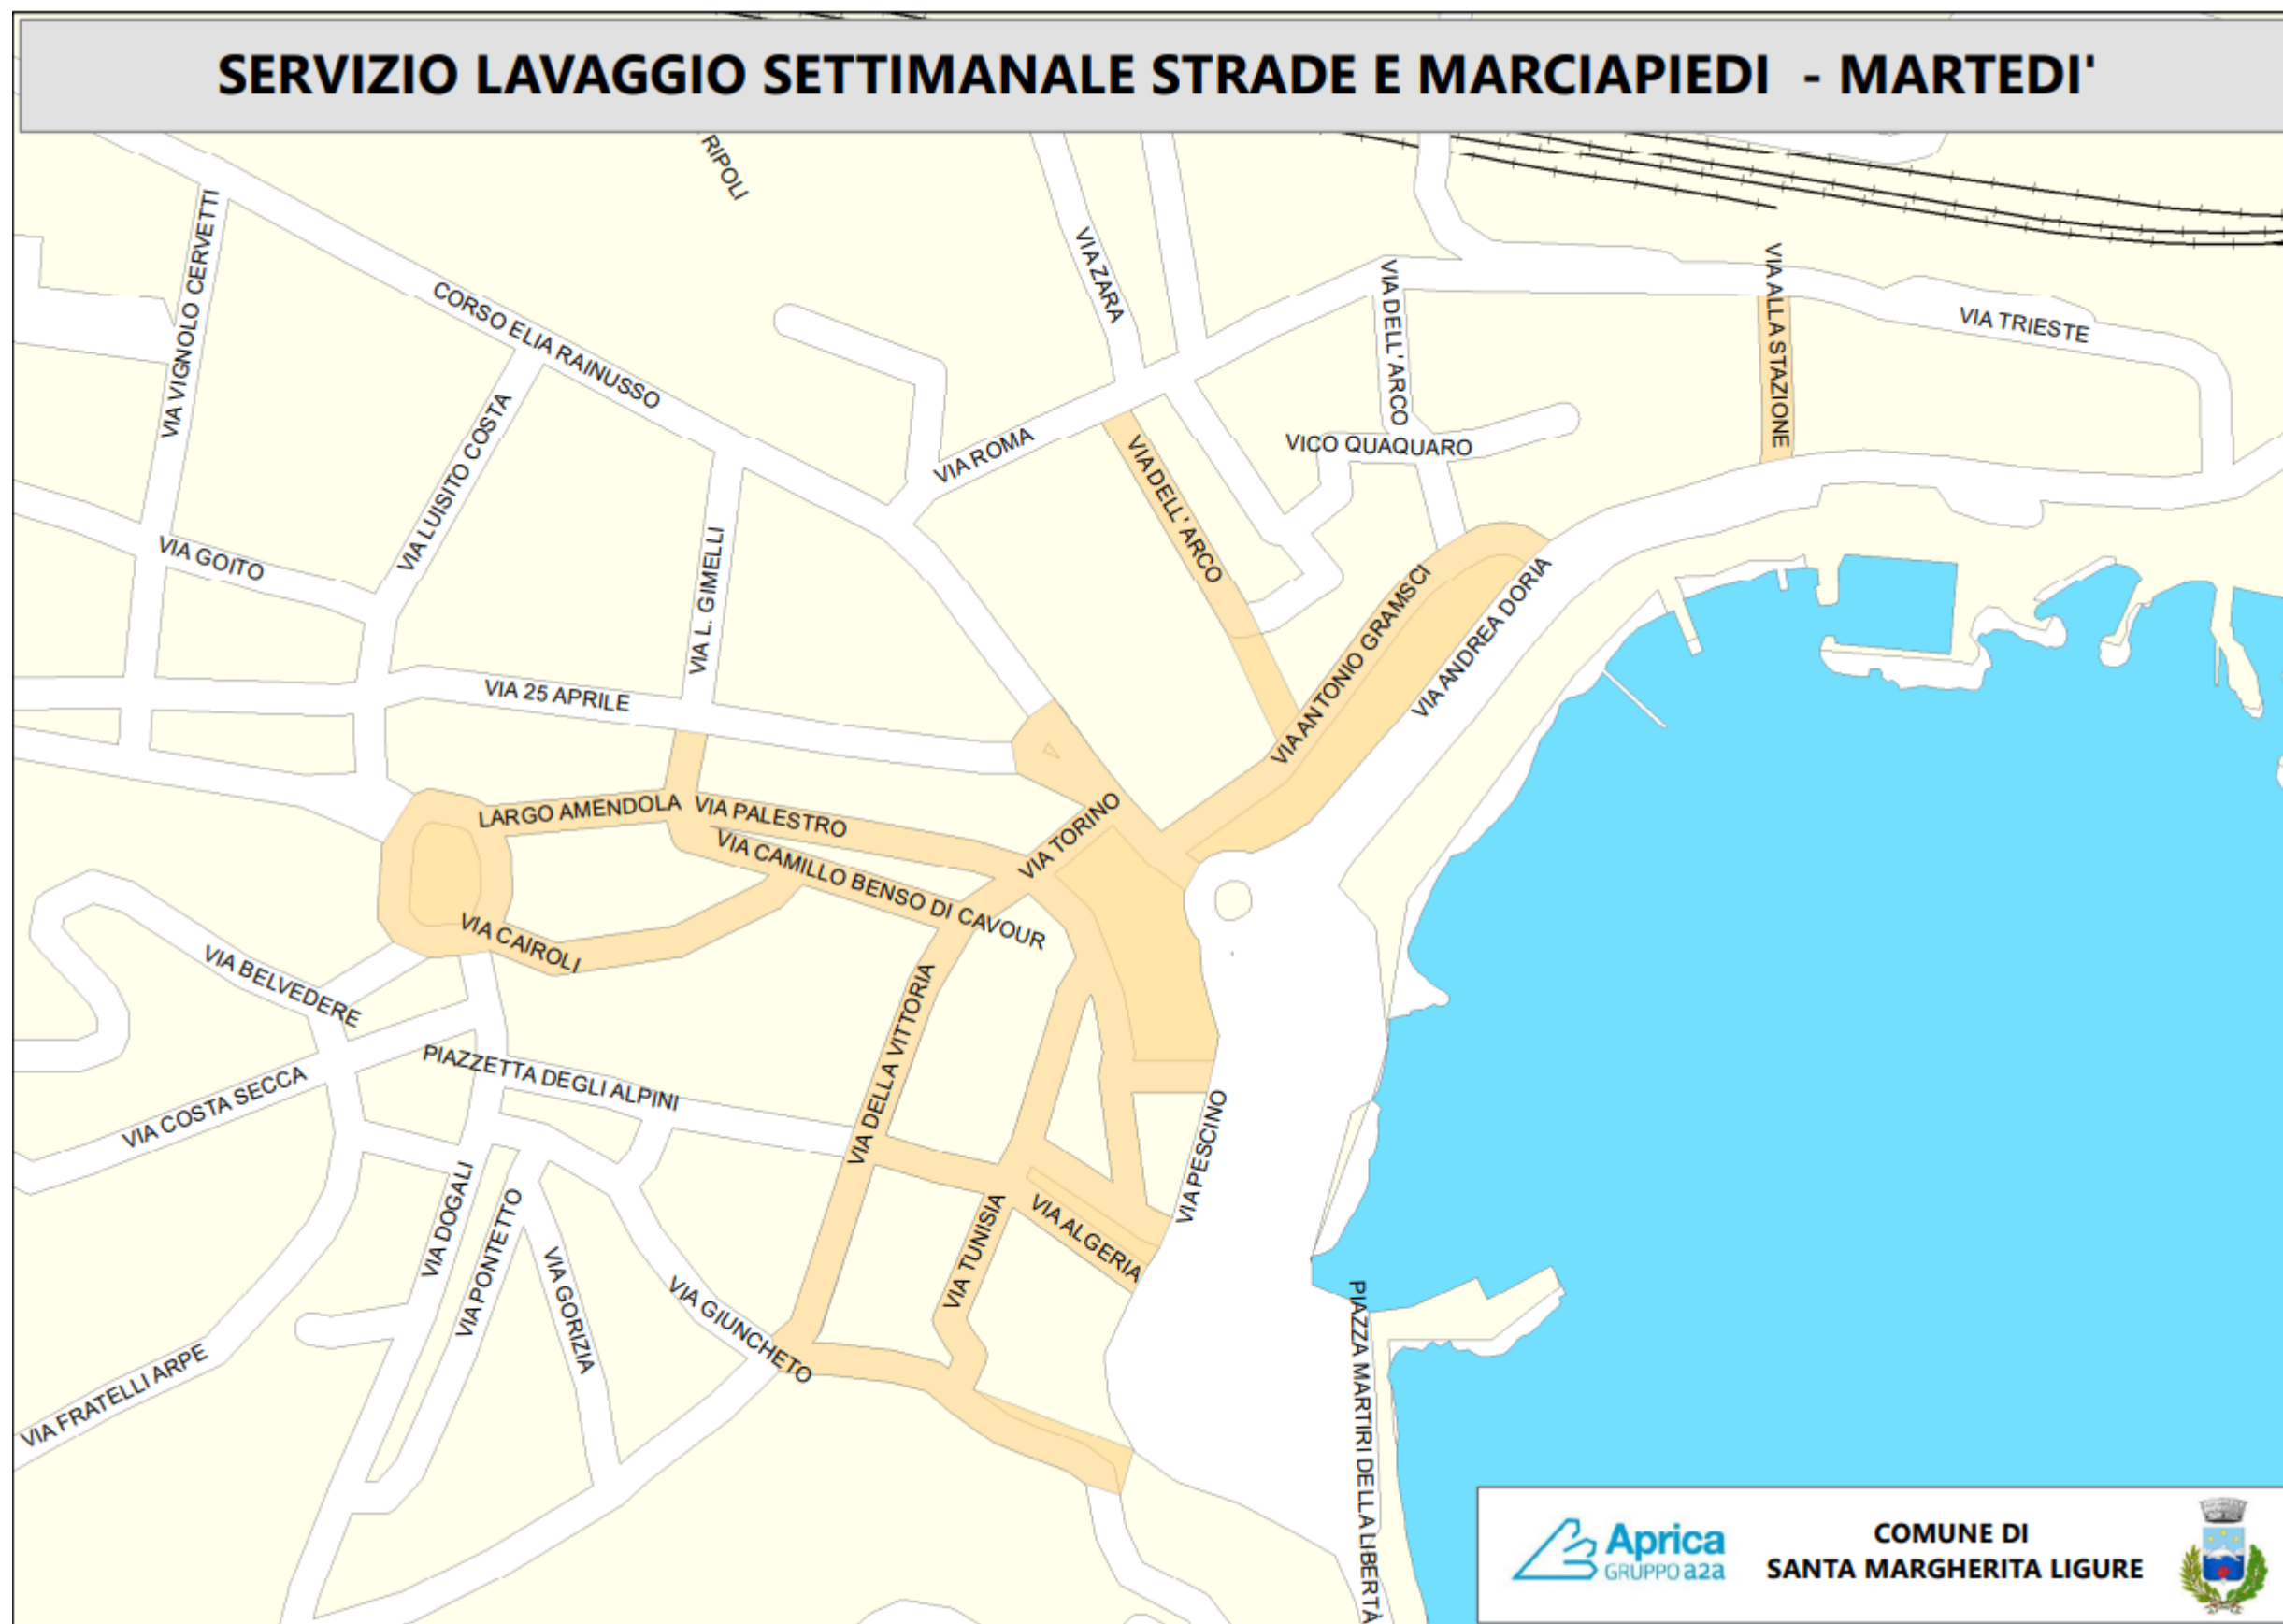 SERVIZIO LAVAGGIO SETTIMANALE STRADE E MARCIAPIEDI - MARTEDI'
RIPOLI
VIA VIGNOLO CERVETTI
CORSO ELIA RAINUSSO
VIA ZARA
VIA DELL'ARCO
VIA ALLA STAZIONE
VIA TRIESTE
VIA LUISITO COSTA
VIA ROMA
VICO QUAQUARO
VIA DELL'ARCO
VIA GOITO
VIA L. GIMELLI
VIA ANTONIO GRAMSCI
VIA ANDREA DORIA
VIA 25 APRILE
LARGO AMENDOLA
VIA PALESTRO
VIA TORINO
VIA CAMILLO BENSO DI CAVOUR
VIA CAIROLI
VIA BELVEDERE
VIA DELLA VITTORIA
PIAZZETTA DEGLI ALPINI
VIA COSTA SECCA
VIA PESCINO
VIA DOGALI
VIA PONTETTO
VIA GORIZIA
VIA TUNISIA
VIA ALGERIA
VIA GIUNCHETO
VIA FRATELLI ARPE
PIAZZA MARTIRI DELLA LIBERTÀ
Aprica
GRUPPO a2a
COMUNE DI
SANTA MARGHERITA LIGURE